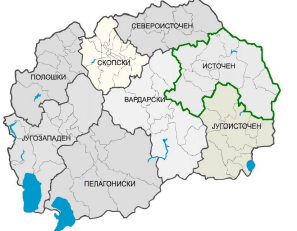 СЕВЕРОИСТОЧЕН
СКОПСКИ
ИСТОЧЕН
ПОЛОШКИ
ВАРДАРСКИ
ЈУГОИСТОЧЕН
ЈУГОЗАПАДЕН
ПЕЛАГОНИСКИ